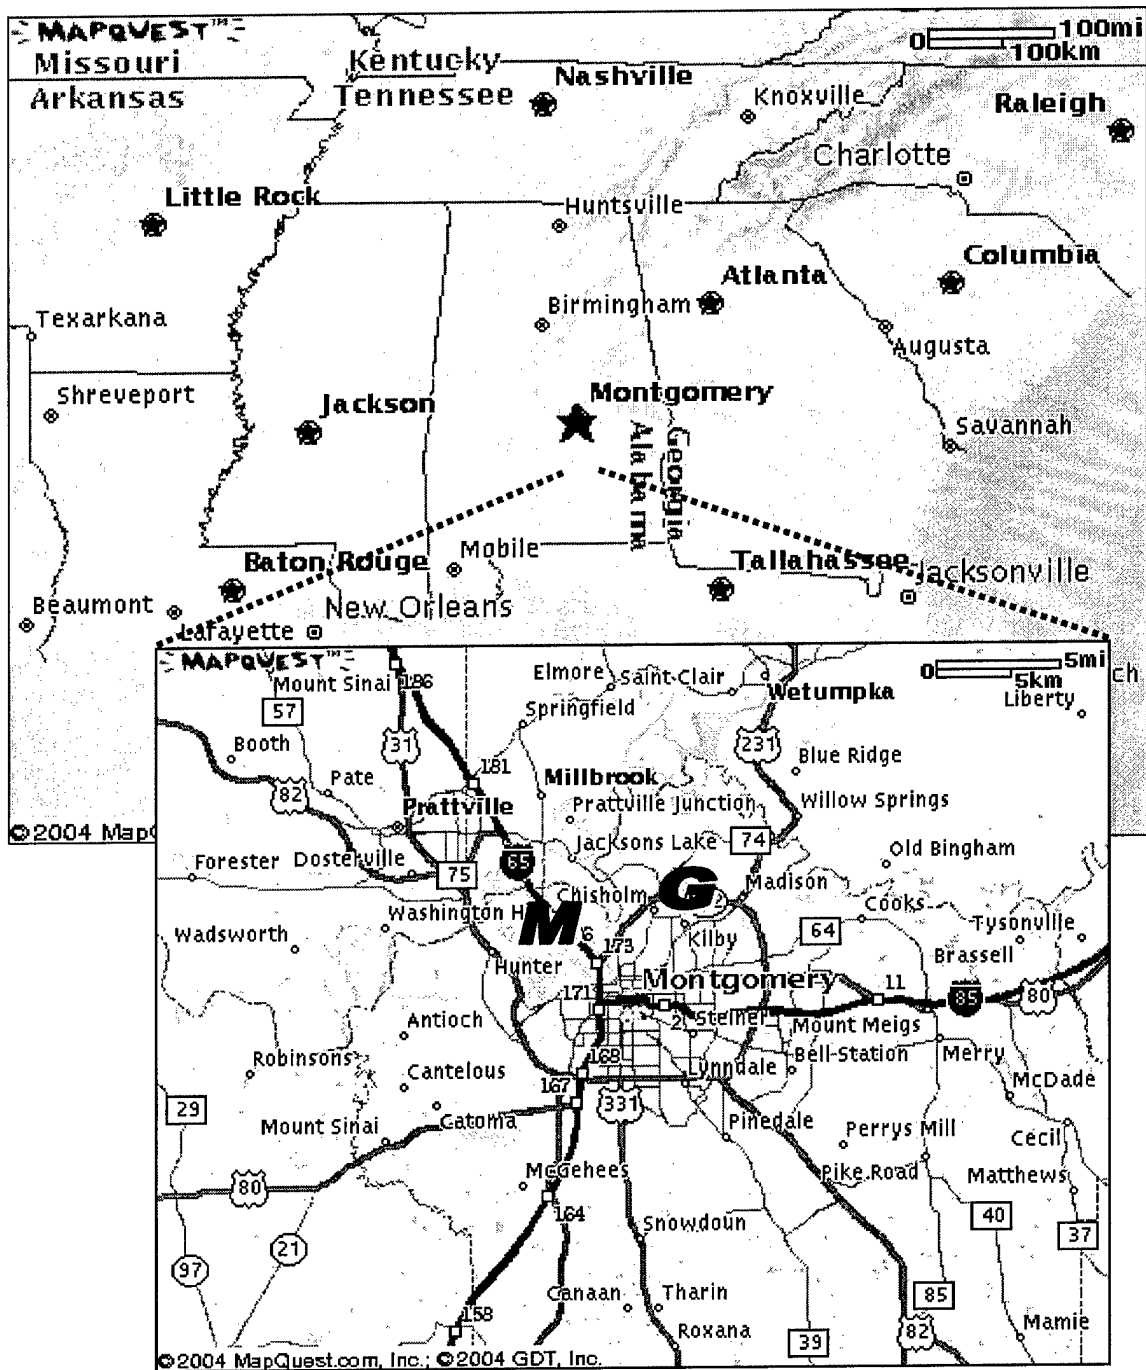 MAPQUEST™
0 100mi
100km
Missouri
Kentucky
Arkansas
Tennessee
Nashville
Knoxville
Raleigh
Charlotte
Little Rock
Huntsville
Columbia
Atlanta
Birmingham
Texarkana
Augusta
Shreveport
Jackson
Montgomery
Savannah
Georgia
Alabama
Baton Rouge
Mobile
Tallahassee
Jacksonville
Beaumont
New Orleans
Lafayette
ch
©2004 MapQ
MAPQUEST™
0 5mi
5km
Mount Sinai
186
Elmore
Saint Clair
Wetumpka
Liberty
57
Springfield
31
231
Booth
181
Blue Ridge
Pate
Millbrook
82
Prattville
Prattville Junction
Willow Springs
65
Jacksons Lake
74
Old Bingham
Forester
Dosterville
75
Madison
G
Chisholm
Cooks
Washington H
M
Kilby
64
Tysonville
Wadsworth
173
Brassell
Hunter
Montgomery
11
171
85
80
2
Steiner
Mount Meigs
Antioch
168
Bell Station
Merry
Robinsons
Lynndale
Cantelous
167
McDade
29
331
Catoma
Mount Sinai
Pinedale
Perrys Mill
Cecil
McGehees
Pike Road
Matthews
80
164
40
Snowdoun
37
21
97
Canaan
Tharin
85
158
Mamie
Roxana
39
82
©2004 MapQuest.com, Inc.; ©2004 GDT, Inc.